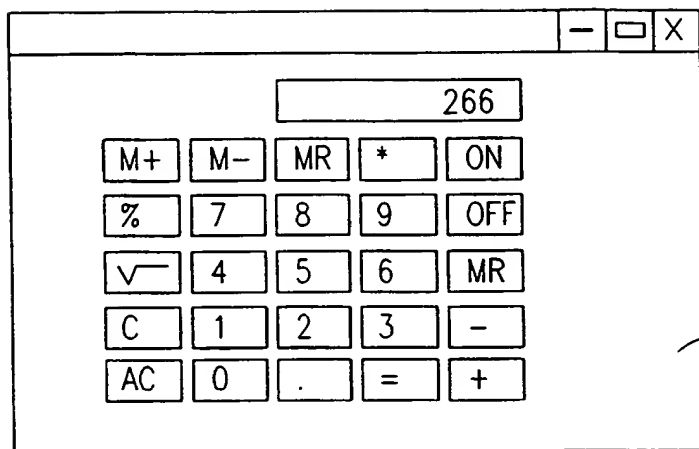 X
266
M+ M- MR * ON
% 7 8 9 OFF
√ 4 5 6 MR
C 1 2 3 -
AC 0 . = +